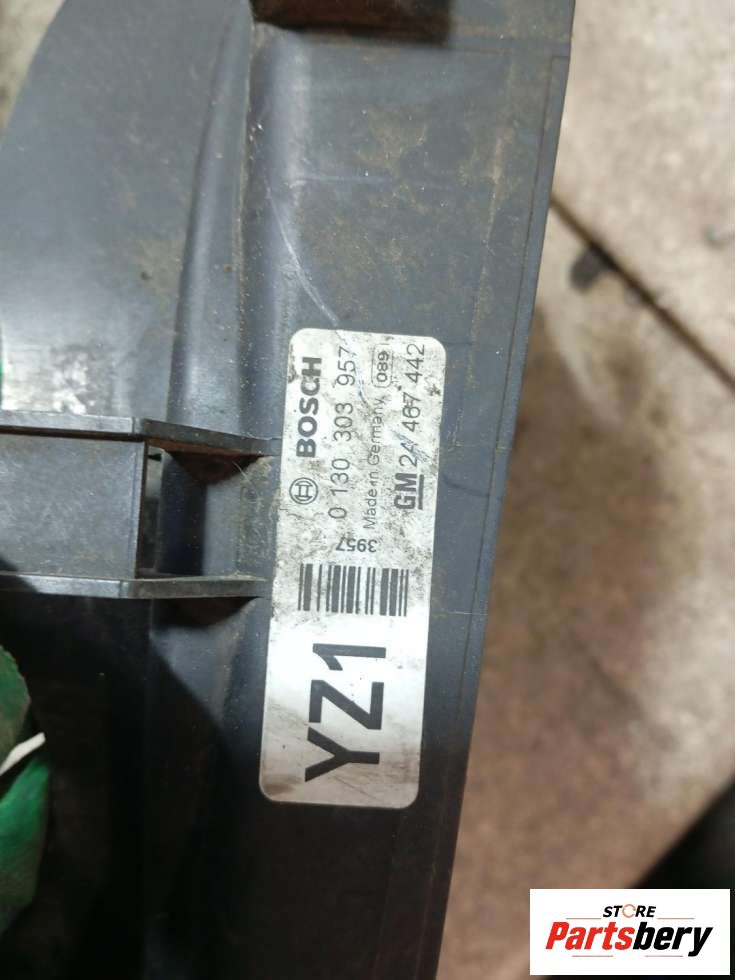 BOSCH
0 130 303 957
Made in Germany 089
GM 24 467 442
3957
YZ1
STORE
Partsbery